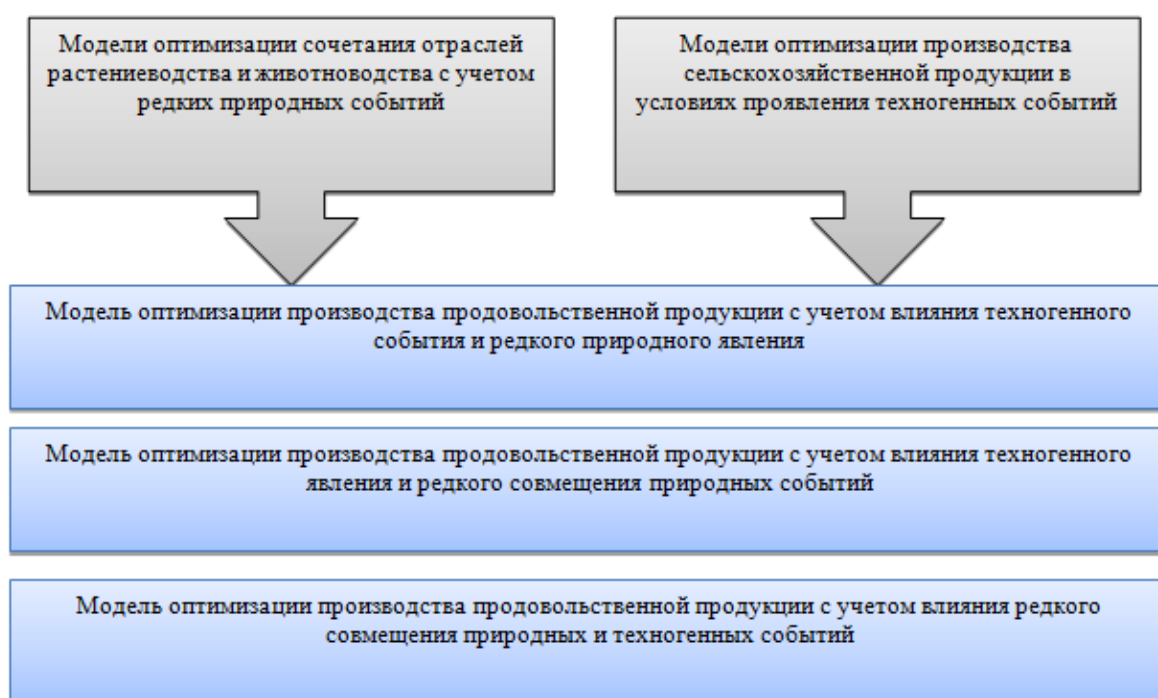 Модели оптимизации сочетания отраслей
растениеводства и животноводства с учетом
редких природных событий
Модели оптимизации производства
сельскохозяйственной продукции в
условиях проявления техногенных событий
Модель оптимизации производства продовольственной продукции с учетом влияния техногенного
события и редкого природного явления
Модель оптимизации производства продовольственной продукции с учетом влияния техногенного
явления и редкого совмещения природных событий
Модель оптимизации производства продовольственной продукции с учетом влияния редкого
совмещения природных и техногенных событий